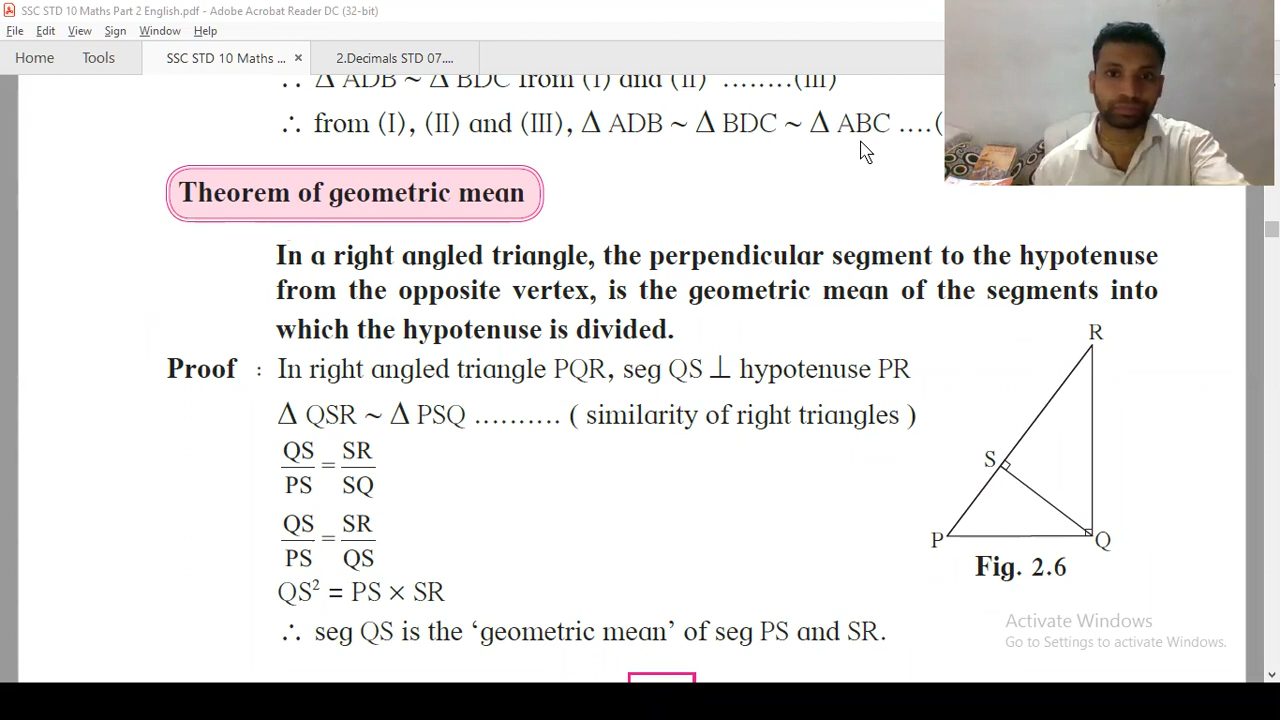 SSC STD 10 Maths Part 2 English.pdf - Adobe Acrobat Reader DC (32-bit)
File Edit View Sign Window Help
Home Tools SSC STD 10 Maths ... × 2.Decimals STD 07....
∴ Δ ADB ~ Δ BDC from (I) and (II) ........(III)
∴ from (I), (II) and (III), Δ ADB ~ Δ BDC ~ Δ ABC ....(
Theorem of geometric mean
In a right angled triangle, the perpendicular segment to the hypotenuse
from the opposite vertex, is the geometric mean of the segments into
which the hypotenuse is divided.
Proof : In right angled triangle PQR, seg QS ⊥ hypotenuse PR
Δ QSR ~ Δ PSQ .......... ( similarity of right triangles )
QS/PS = SR/SQ
QS/PS = SR/QS
QS² = PS × SR
∴ seg QS is the ‘geometric mean’ of seg PS and SR.
R
S
P
Q
Fig. 2.6
Activate Windows
Go to Settings to activate Windows.